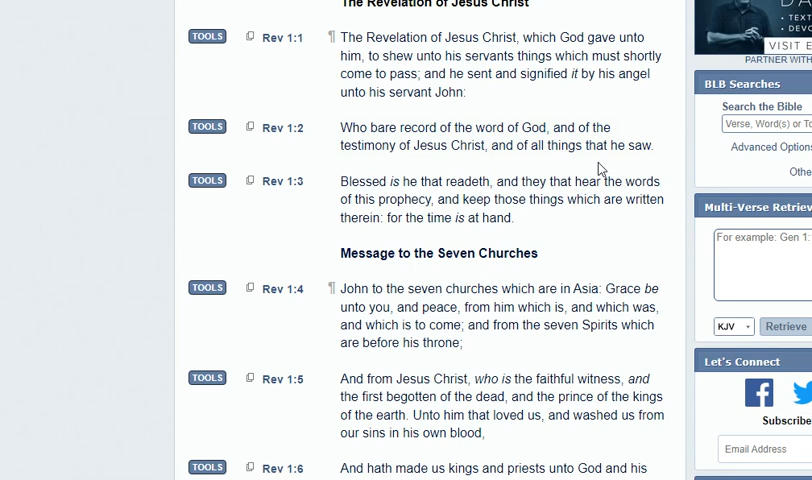 The Revelation of Jesus Christ
TOOLS Rev 1:1 ¶ The Revelation of Jesus Christ, which God gave unto
him, to shew unto his servants things which must shortly
come to pass; and he sent and signified it by his angel
unto his servant John:
TOOLS Rev 1:2 Who bare record of the word of God, and of the
testimony of Jesus Christ, and of all things that he saw.
TOOLS Rev 1:3 Blessed is he that readeth, and they that hear the words
of this prophecy, and keep those things which are written
therein: for the time is at hand.
Message to the Seven Churches
TOOLS Rev 1:4 ¶ John to the seven churches which are in Asia: Grace be
unto you, and peace, from him which is, and which was,
and which is to come; and from the seven Spirits which
are before his throne;
TOOLS Rev 1:5 And from Jesus Christ, who is the faithful witness, and
the first begotten of the dead, and the prince of the kings
of the earth. Unto him that loved us, and washed us from
our sins in his own blood,
TOOLS Rev 1:6 And hath made us kings and priests unto God and his
• TEXT
• DEVO
VISIT E
PARTNER WITH
BLB Searches
Search the Bible
Verse, Word(s) or To
Advanced Options
Othe
Multi-Verse Retriev
For example: Gen 1:
KJV Retrieve
Let's Connect
Subscribe
Email Address